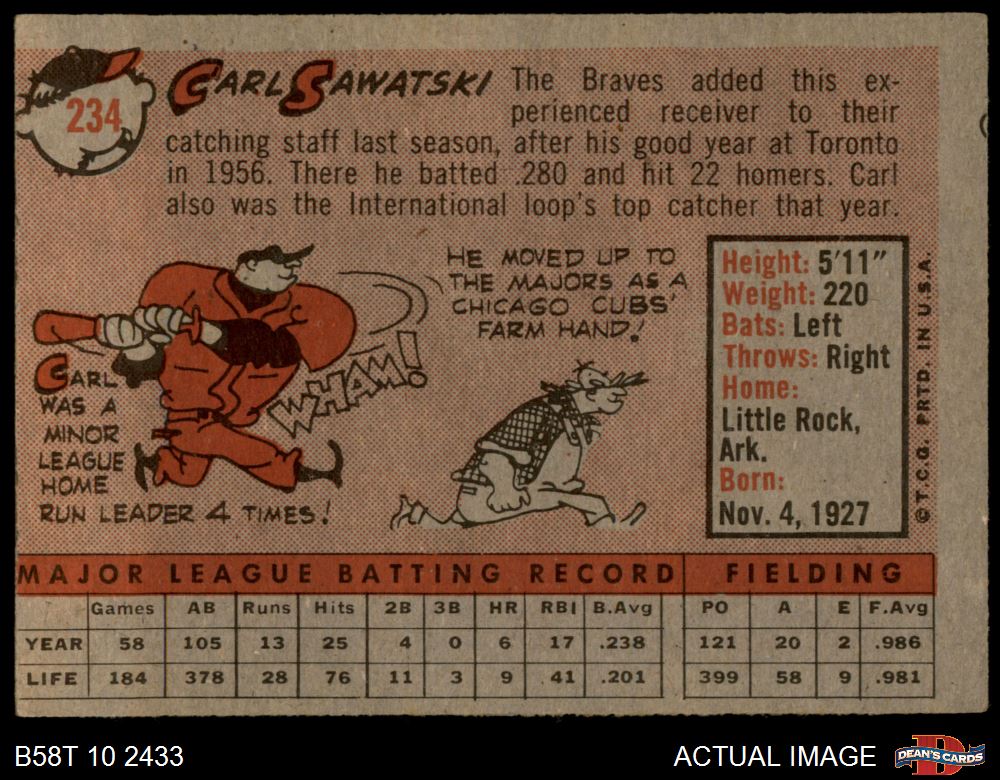 234
CARL SAWATSKI The Braves added this ex-
perienced receiver to their
catching staff last season, after his good year at Toronto
in 1956. There he batted .280 and hit 22 homers. Carl
also was the International loop's top catcher that year.
CARL
WAS A
MINOR
LEAGUE
HOME
RUN LEADER 4 TIMES!
WHAM!
HE MOVED UP TO
THE MAJORS AS A
CHICAGO CUBS'
FARM HAND!
Height: 5'11"
Weight: 220
Bats: Left
Throws: Right
Home:
Little Rock,
Ark.
Born:
Nov. 4, 1927
© T.C.G. PRTD. IN U.S.A.
MAJOR LEAGUE BATTING RECORD FIELDING
Games AB Runs Hits 2B 3B HR RBI B.Avg PO A E F.Avg
YEAR 58 105 13 25 4 0 6 17 .238 121 20 2 .986
LIFE 184 378 28 76 11 3 9 41 .201 399 58 9 .981
B58T 10 2433
ACTUAL IMAGE
D
DEAN'S CARDS